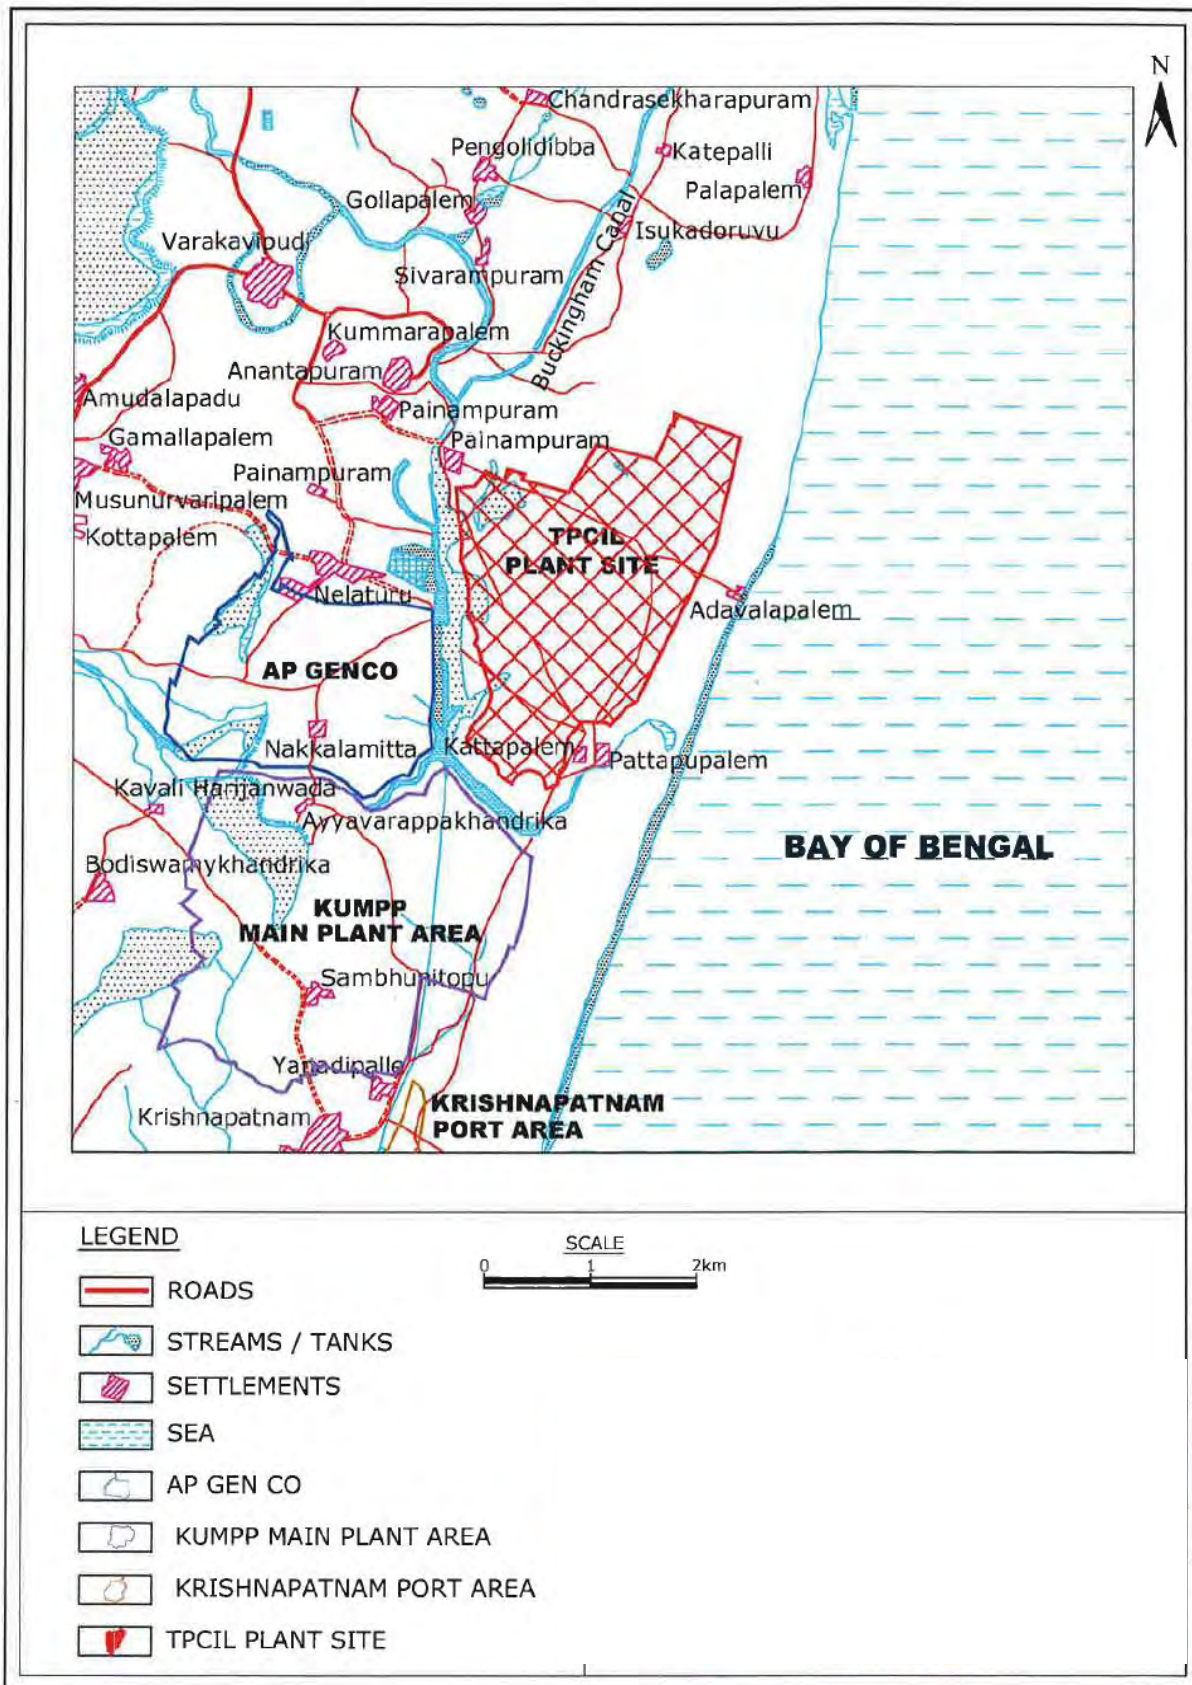 N
Chandrasekharapuram
Pengolidibba
Katepalli
Palapalem
Gollapalem
Isukadoruvu
Varakavipudi
Sivarampuram
Buckingham Canal
Kummarapalem
Anantapuram
Amudalapadu
Painampuram
Gamallapalem
Painampuram
Painampuram
Musunurvaripalem
Kottapalem
TPCIL
PLANT SITE
Nelaturu
Adavalapalem
AP GENCO
Nakkalamitta
Kattapalem
Pattapupalem
Kavali Harijanwada
Ayyavarappakhandrika
BAY OF BENGAL
Bodiswamykhandrika
KUMPP
MAIN PLANT AREA
Sambhunitopu
Yanadipalle
KRISHNAPATNAM
PORT AREA
Krishnapatnam
LEGEND
SCALE
0 1 2km
ROADS
STREAMS / TANKS
SETTLEMENTS
SEA
AP GEN CO
KUMPP MAIN PLANT AREA
KRISHNAPATNAM PORT AREA
TPCIL PLANT SITE